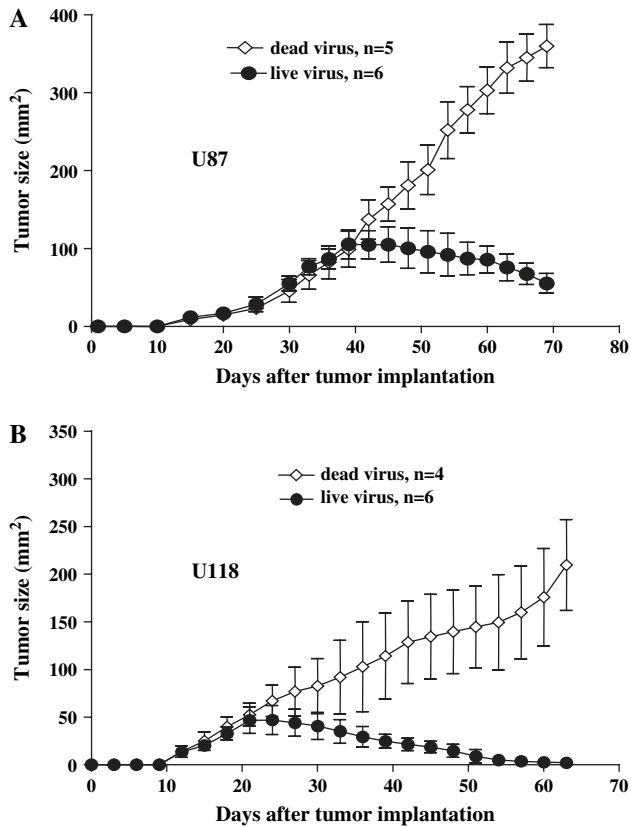 A
400
dead virus, n=5
live virus, n=6
300
U87
200
100
0
Tumor size (mm²)
0 10 20 30 40 50 60 70 80
Days after tumor implantation
B
350
300
dead virus, n=4
live virus, n=6
250
200
U118
150
100
50
0
Tumor size (mm²)
0 10 20 30 40 50 60 70
Days after tumor implantation